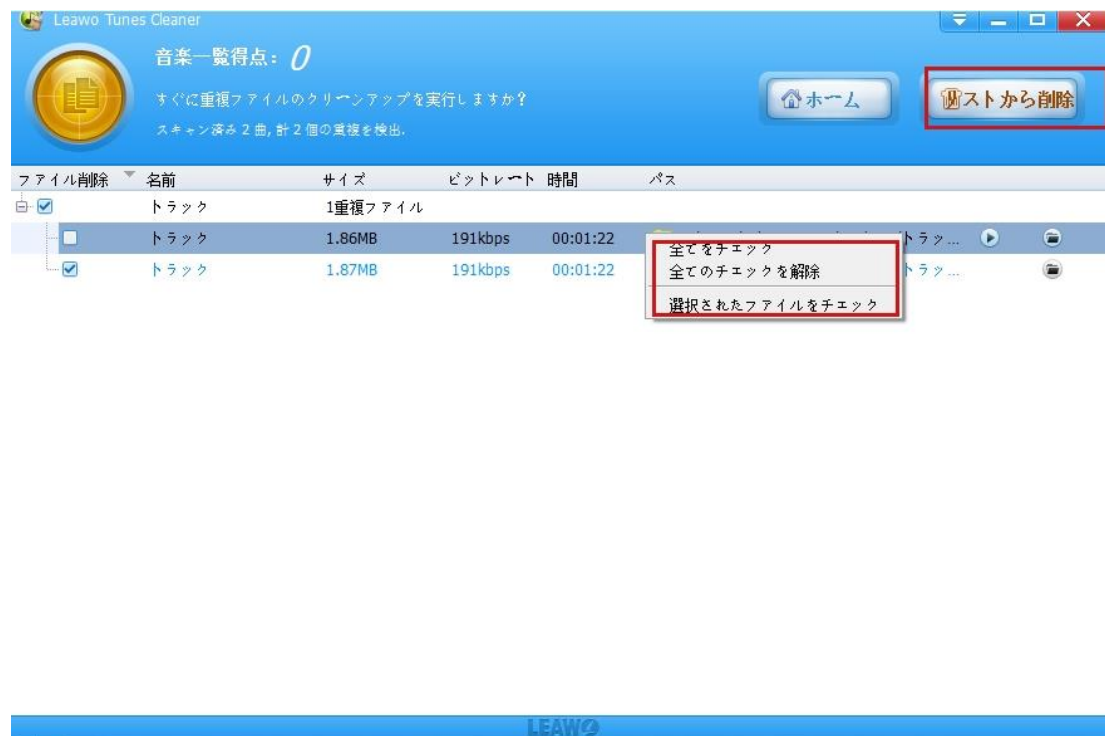 Leawo Tunes Cleaner
音楽一覧得点: 0
すぐに重複ファイルのクリーンアップを実行しますか?
スキャン済み 2 曲, 計 2 個の重複を検出.
ホーム
ストから削除
ファイル削除 名前 サイズ ビットレート 時間 パス
トラック 1重複ファイル
トラック 1.86MB 191kbps 00:01:22 トラッ...
トラック 1.87MB 191kbps 00:01:22 トラッ...
全てをチェック
全てのチェックを解除
選択されたファイルをチェック
LEAWO